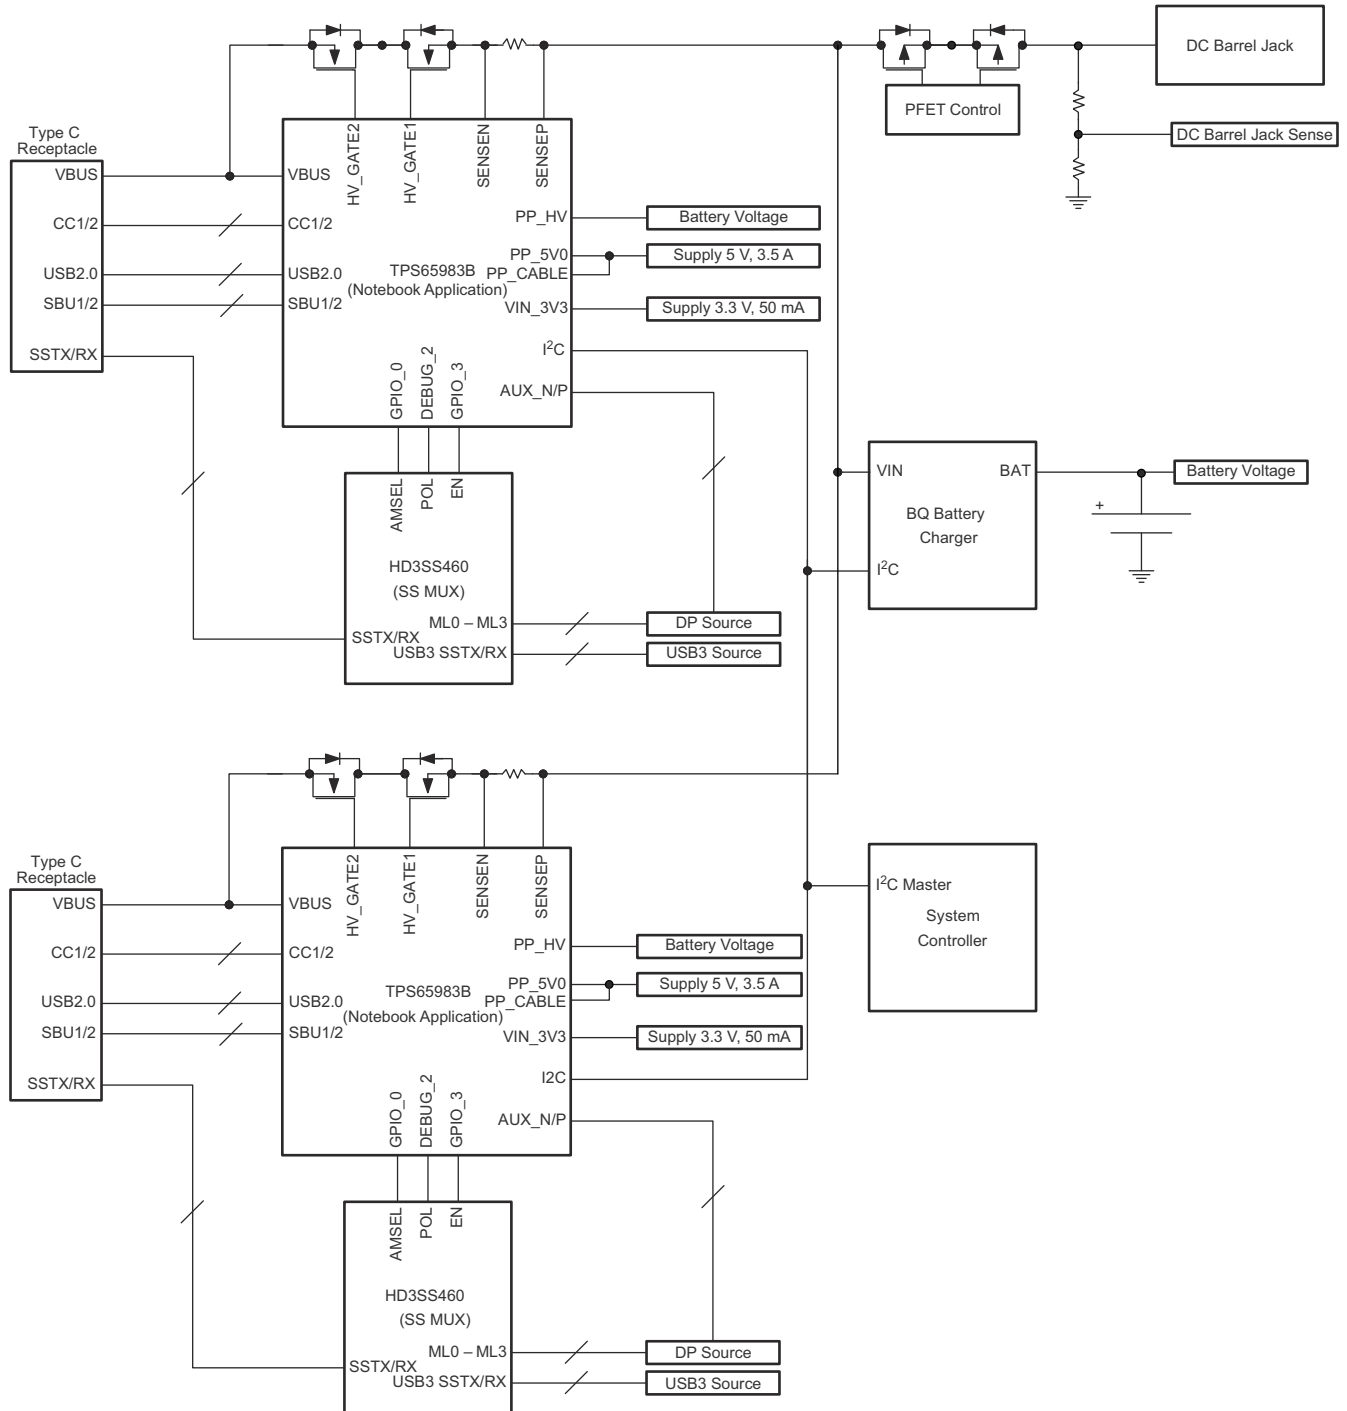 DC Barrel Jack
PFET Control
DC Barrel Jack Sense
Type C
Receptacle
VBUS
CC1/2
USB2.0
SBU1/2
SSTX/RX
HV_GATE2
HV_GATE1
SENSEN
SENSEP
VBUS
CC1/2
USB2.0
SBU1/2
TPS65983B
(Notebook Application)
PP_HV
PP_5V0
PP_CABLE
VIN_3V3
I²C
AUX_N/P
Battery Voltage
Supply 5 V, 3.5 A
Supply 3.3 V, 50 mA
GPIO_0
DEBUG_2
GPIO_3
AMSEL
POL
EN
HD3SS460
(SS MUX)
ML0 – ML3
SSTX/RX
USB3 SSTX/RX
DP Source
USB3 Source
VIN
BAT
BQ Battery
Charger
I²C
Battery Voltage
+
Type C
Receptacle
VBUS
CC1/2
USB2.0
SBU1/2
SSTX/RX
HV_GATE2
HV_GATE1
SENSEN
SENSEP
VBUS
CC1/2
USB2.0
SBU1/2
TPS65983B
(Notebook Application)
PP_HV
PP_5V0
PP_CABLE
VIN_3V3
I2C
AUX_N/P
Battery Voltage
Supply 5 V, 3.5 A
Supply 3.3 V, 50 mA
I²C Master
System
Controller
GPIO_0
DEBUG_2
GPIO_3
AMSEL
POL
EN
HD3SS460
(SS MUX)
ML0 – ML3
SSTX/RX
USB3 SSTX/RX
DP Source
USB3 Source